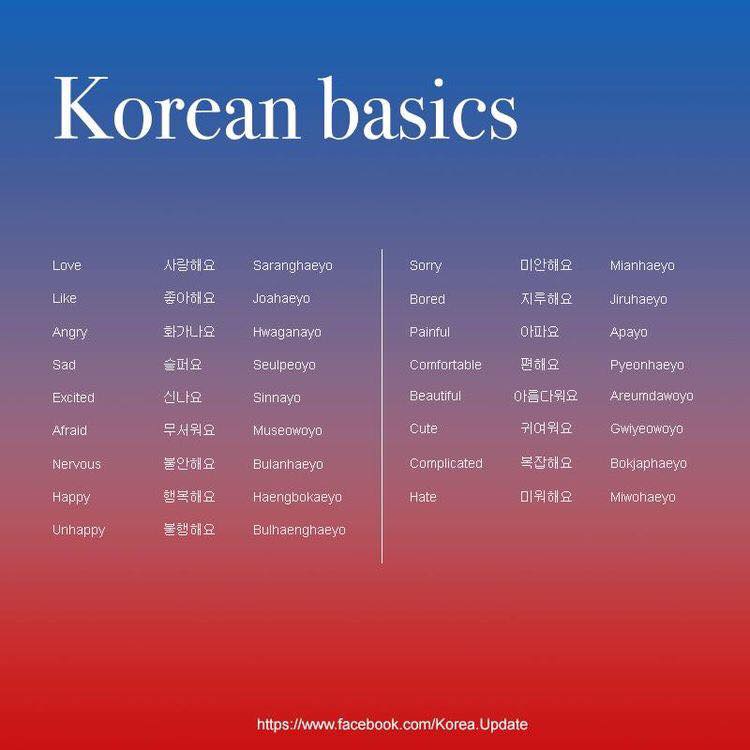 Korean basics
Love 사랑해요 Saranghaeyo
Like 좋아해요 Joahaeyo
Angry 화가나요 Hwaganayo
Sad 슬퍼요 Seulpeoyo
Excited 신나요 Sinnayo
Afraid 무서워요 Museowoyo
Nervous 불안해요 Bulanhaeyo
Happy 행복해요 Haengbokaeyo
Unhappy 불행해요 Bulhaenghaeyo
Sorry 미안해요 Mianhaeyo
Bored 지루해요 Jiruhaeyo
Painful 아파요 Apayo
Comfortable 편해요 Pyeonhaeyo
Beautiful 아름다워요 Areumdawoyo
Cute 귀여워요 Gwiyeowoyo
Complicated 복잡해요 Bokjaphaeyo
Hate 미워해요 Miwohaeyo
https://www.facebook.com/Korea.Update